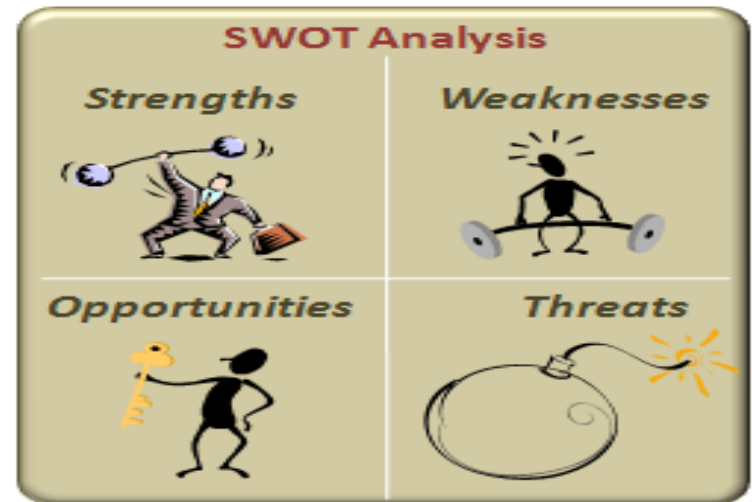 SWOT Analysis
Strengths
Weaknesses
Opportunities
Threats